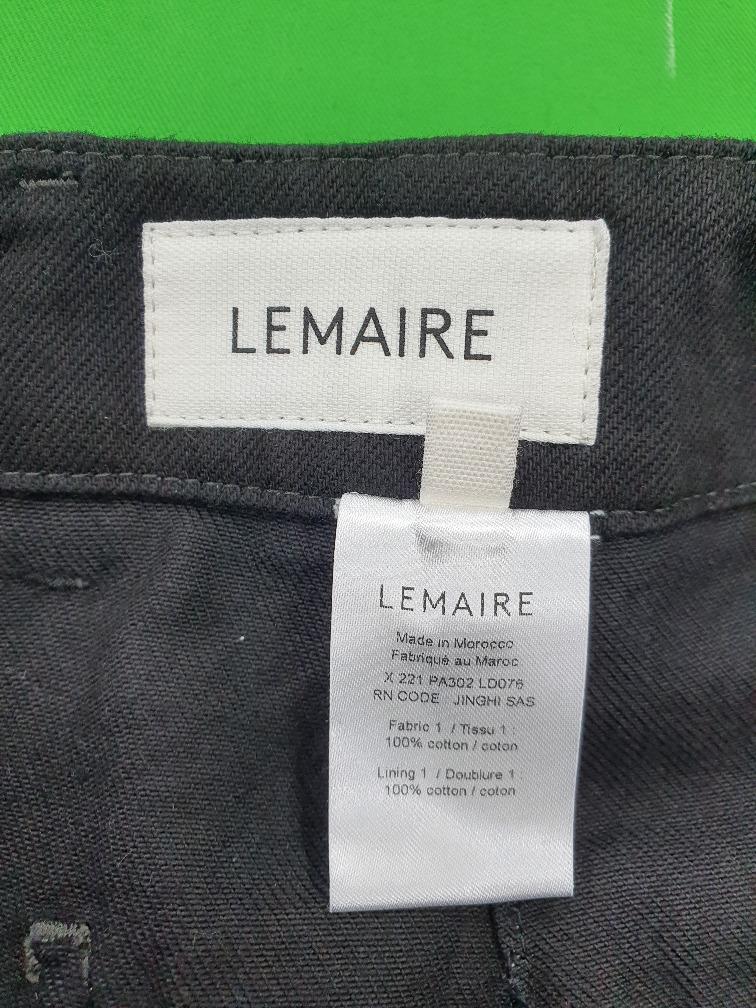 LEMAIRE
LEMAIRE
Made in Morocco
Fabriqué au Maroc
X 221 PA302 LD076
RN CODE JINGHI SAS
Fabric 1 / Tissu 1 :
100% cotton / coton
Lining 1 / Doublure 1 :
100% cotton / coton